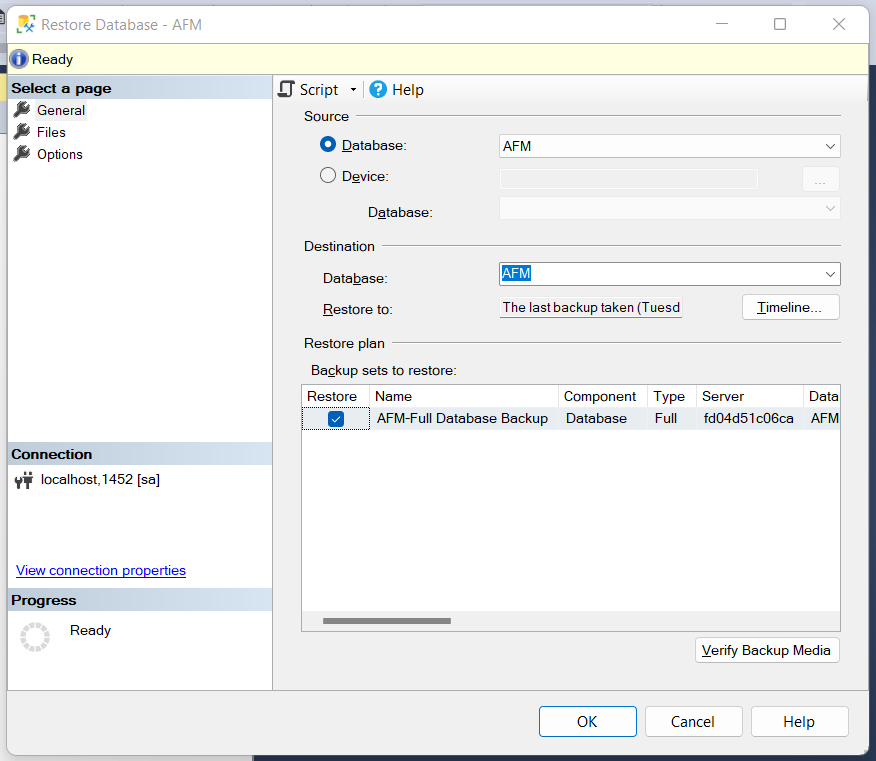 Restore Database - AFM
Ready
Select a page
General
Files
Options
Connection
localhost,1452 [sa]
View connection properties
Progress
Ready
Script
Help
Source
Database:
AFM
Device:
...
Database:
Destination
Database:
AFM
Restore to:
The last backup taken (Tuesd
Timeline...
Restore plan
Backup sets to restore:
Restore Name Component Type Server Data
AFM-Full Database Backup Database Full fd04d51c06ca AFM
Verify Backup Media
OK Cancel Help